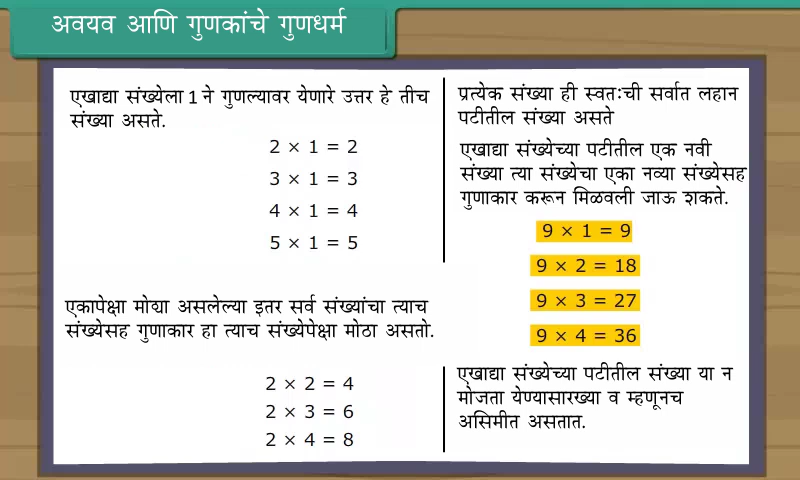 अवयव आणि गुणकांचे गुणधर्म
एखाद्या संख्येला 1 ने गुणल्यावर येणारे उत्तर हे तीच
संख्या असते.
2 × 1 = 2
3 × 1 = 3
4 × 1 = 4
5 × 1 = 5
एकापेक्षा मोठ्या असलेल्या इतर सर्व संख्यांचा त्याच
संख्येसह गुणाकार हा त्याच संख्येपेक्षा मोठा असतो.
2 × 2 = 4
2 × 3 = 6
2 × 4 = 8
प्रत्येक संख्या ही स्वतःची सर्वात लहान
पटीतील संख्या असते
एखाद्या संख्येच्या पटीतील एक नवी
संख्या त्या संख्येचा एका नव्या संख्येसह
गुणाकार करून मिळवली जाऊ शकते.
9 × 1 = 9
9 × 2 = 18
9 × 3 = 27
9 × 4 = 36
एखाद्या संख्येच्या पटीतील संख्या या न
मोजता येण्यासारख्या व म्हणूनच
असिमीत असतात.